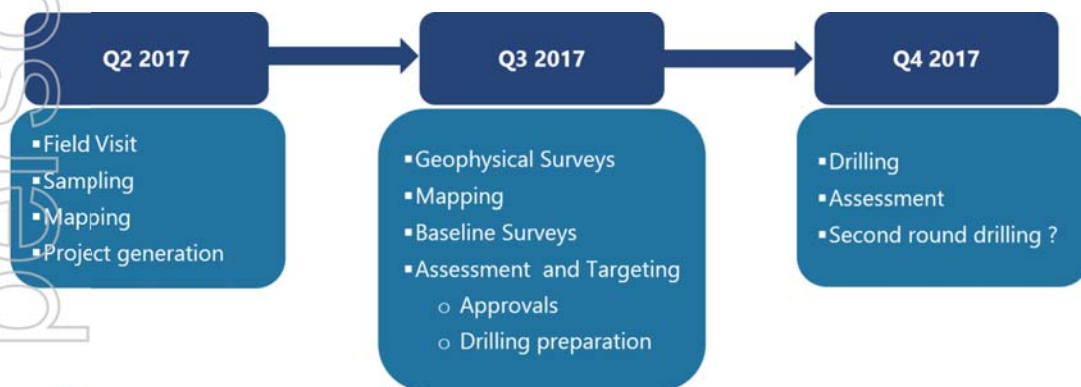 Q2 2017
▪Field Visit
▪Sampling
▪Mapping
▪Project generation
Q3 2017
▪Geophysical Surveys
▪Mapping
▪Baseline Surveys
▪Assessment and Targeting
o Approvals
o Drilling preparation
Q4 2017
▪Drilling
▪Assessment
▪Second round drilling ?